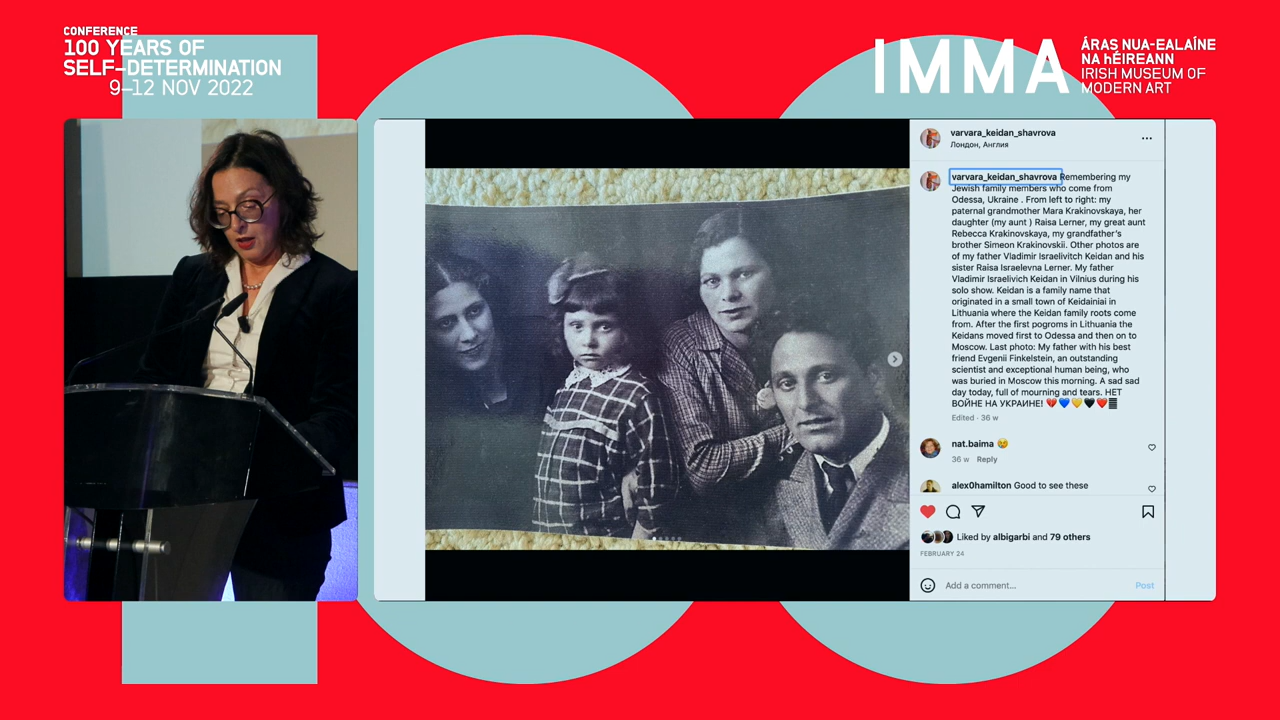 CONFERENCE
100 YEARS OF
SELF-DETERMINATION
9–12 NOV 2022
IMMA
ÁRAS NUA-EALAÍNE
NA hÉIREANN
IRISH MUSEUM OF
MODERN ART
varvara_keidan_shavrova
Лондон, Англия
varvara_keidan_shavrova Remembering my
Jewish family members who come from
Odessa, Ukraine . From left to right: my
paternal grandmother Mara Krakinovskaya, her
daughter (my aunt ) Raisa Lerner, my great aunt
Rebecca Krakinovskaya, my grandfather's
brother Simeon Krakinovskii. Other photos are
of my father Vladimir Israelivitch Keidan and his
sister Raisa Israelevna Lerner. My father
Vladimir Israelivich Keidan in Vilnius during his
solo show. Keidan is a family name that
originated in a small town of Keidainiai in
Lithuania where the Keidan family roots come
from. After the first pogroms in Lithuania the
Keidans moved first to Odessa and then on to
Moscow. Last photo: My father with his best
friend Evgenii Finkelstein, an outstanding
scientist and exceptional human being, who
was buried in Moscow this morning. A sad sad
day today, full of mourning and tears. НЕТ
ВОЙНЕ НА УКРАИНЕ! 💔💙💛🖤❤️
Edited · 36 w
nat.baima 😢
36 w Reply
alex0hamilton Good to see these
Liked by albigarbi and 79 others
FEBRUARY 24
Add a comment...
Post